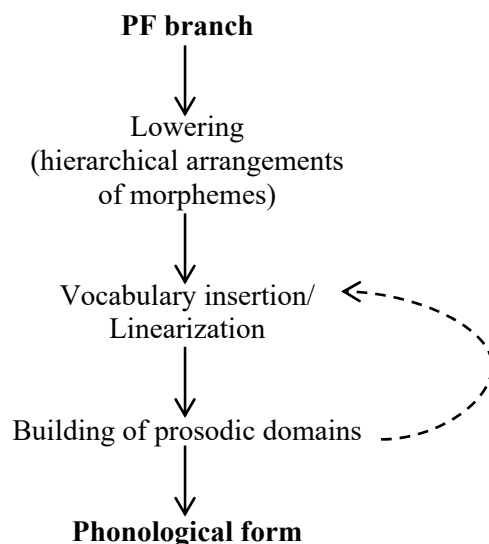 PF branch
Lowering
(hierarchical arrangements
of morphemes)
Vocabulary insertion/
Linearization
Building of prosodic domains
Phonological form